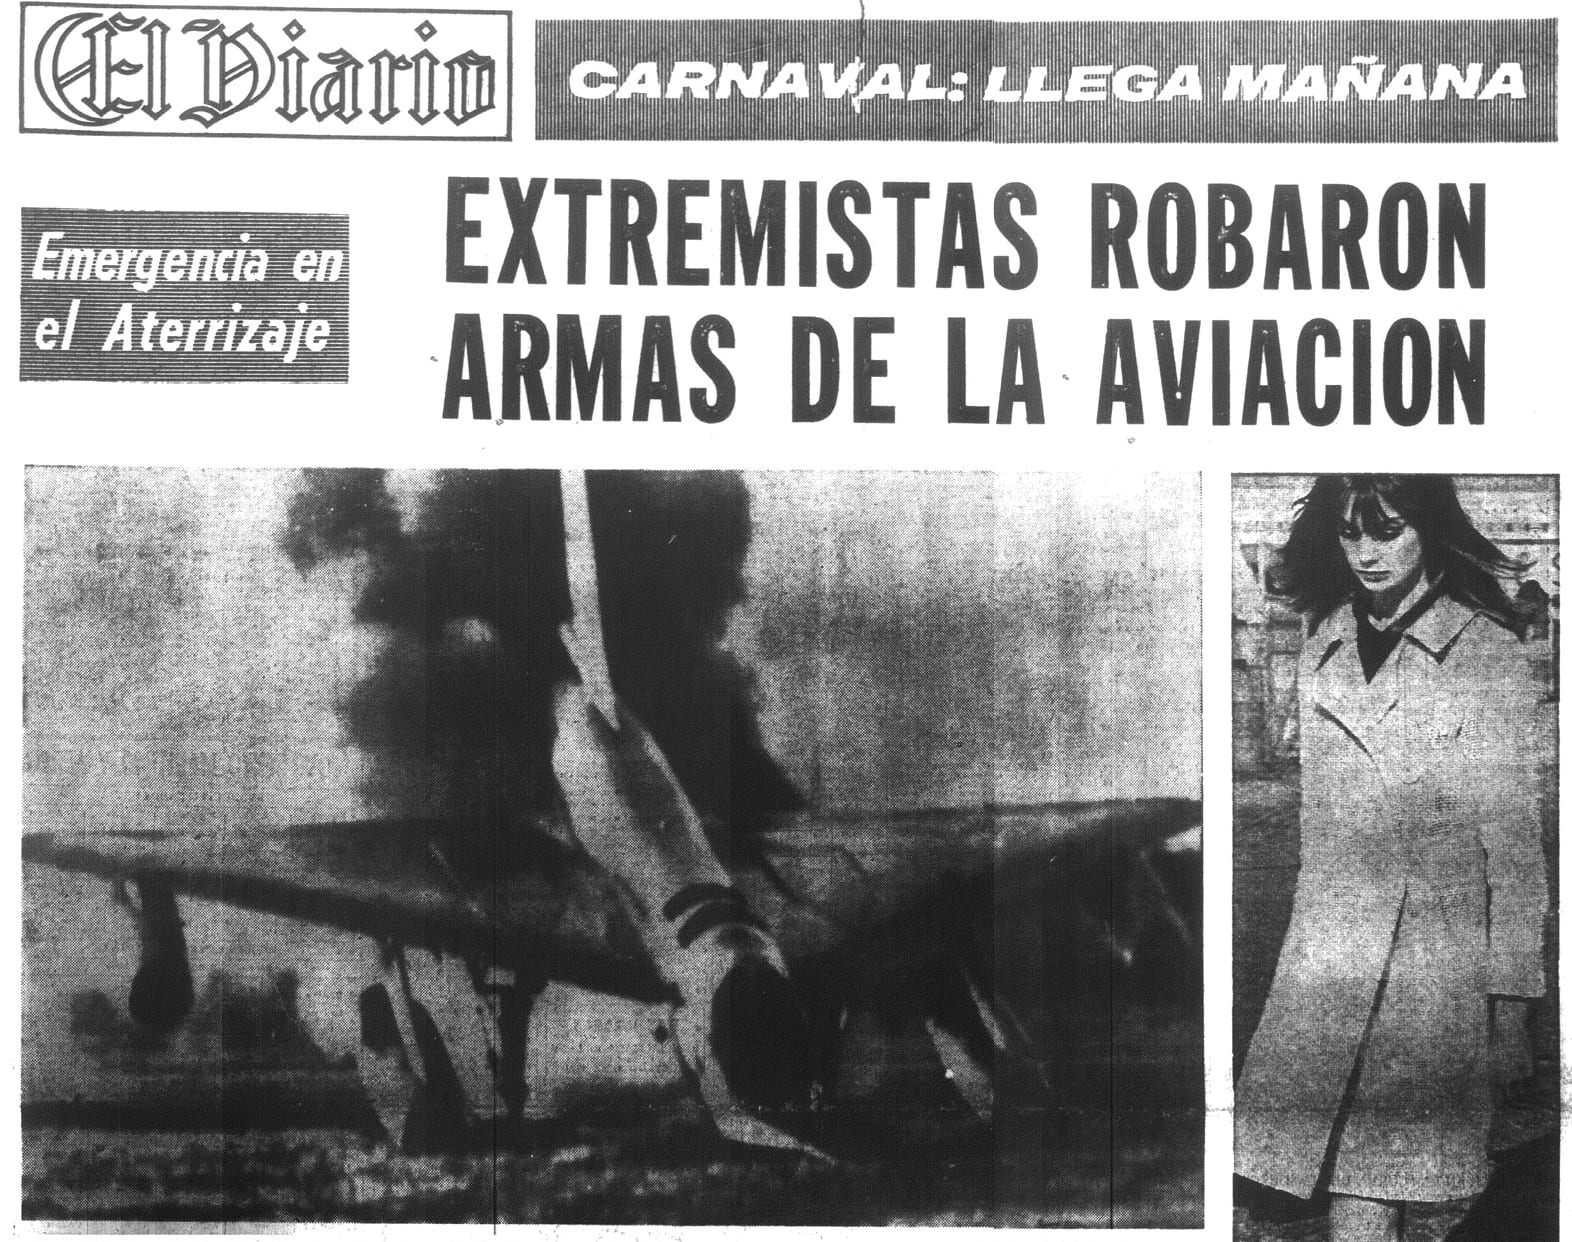 El Diario
CARNAVAL: LLEGA MAÑANA
Emergencia en
el Aterrizaje
EXTREMISTAS ROBARON
ARMAS DE LA AVIACION